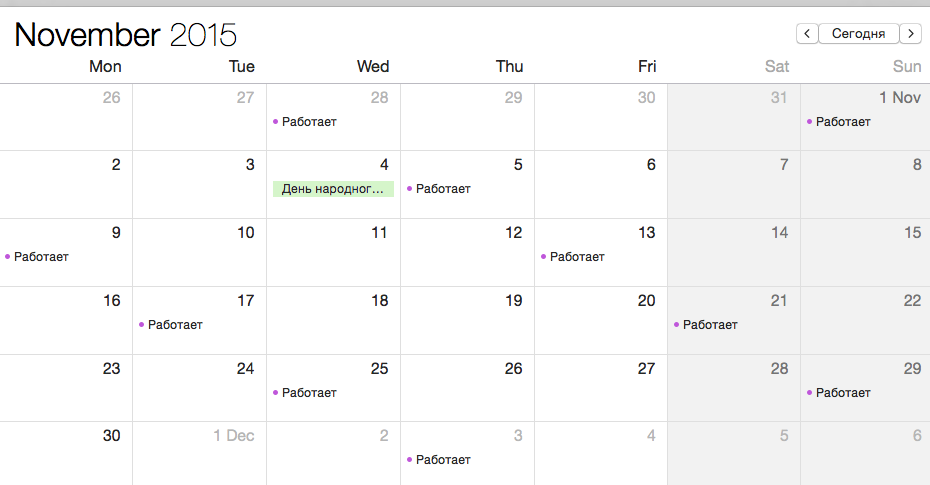 November 2015
Сегодня
Mon Tue Wed Thu Fri Sat Sun
26 27 28 29 30 31 1 Nov
Работает Работает
2 3 4 5 6 7 8
День народног... Работает
9 10 11 12 13 14 15
Работает Работает
16 17 18 19 20 21 22
Работает Работает
23 24 25 26 27 28 29
Работает Работает
30 1 Dec 2 3 4 5 6
Работает